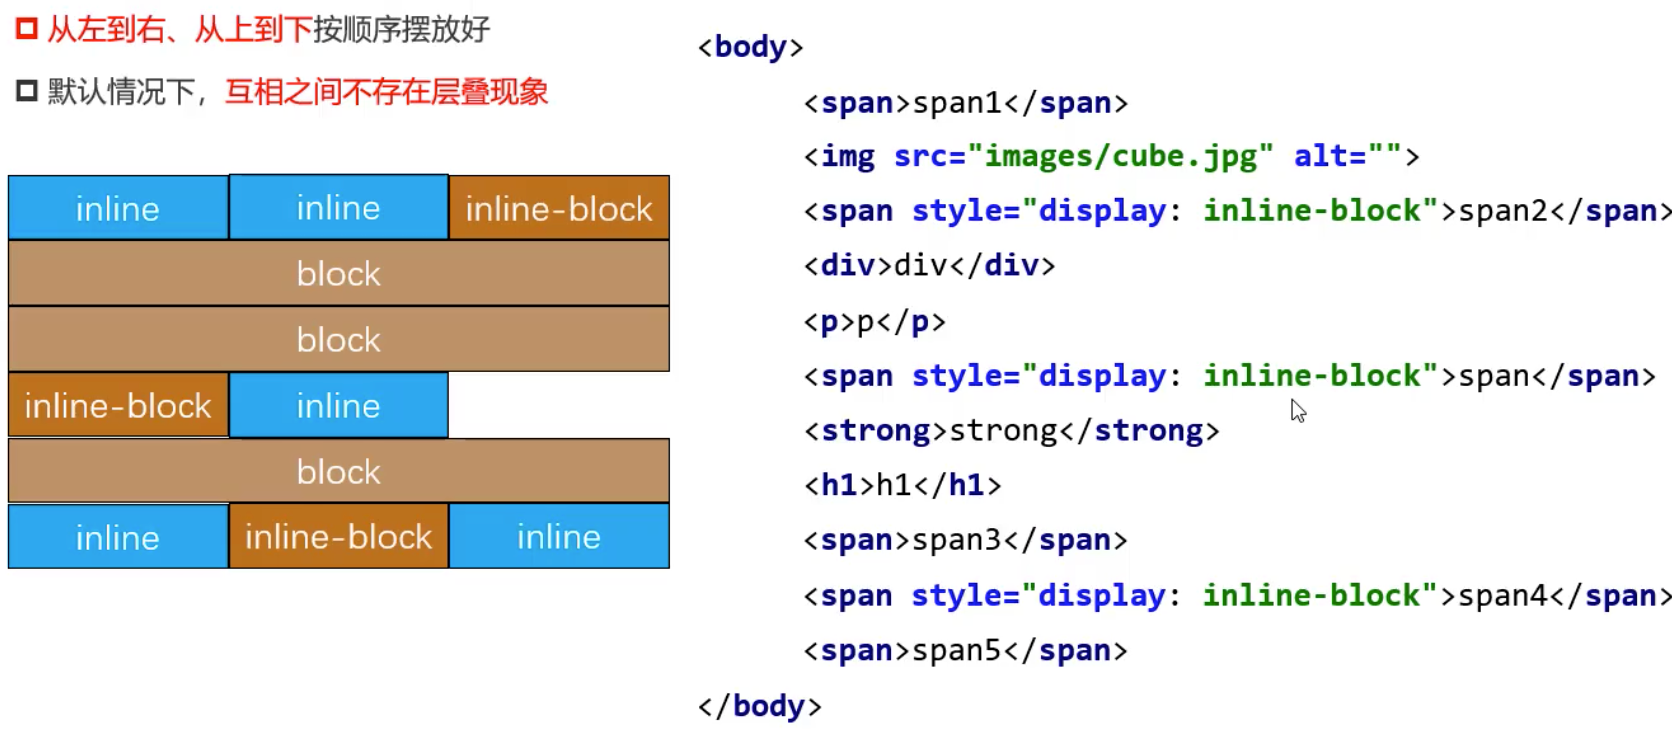 从左到右、从上到下按顺序摆放好
默认情况下，互相之间不存在层叠现象
inline inline inline-block
block
block
inline-block inline
block
inline inline-block inline
<body>
<span>span1</span>
<img src="images/cube.jpg" alt="">
<span style="display: inline-block">span2</span>
<div>div</div>
<p>p</p>
<span style="display: inline-block">span</span>
<strong>strong</strong>
<h1>h1</h1>
<span>span3</span>
<span style="display: inline-block">span4</span>
<span>span5</span>
</body>